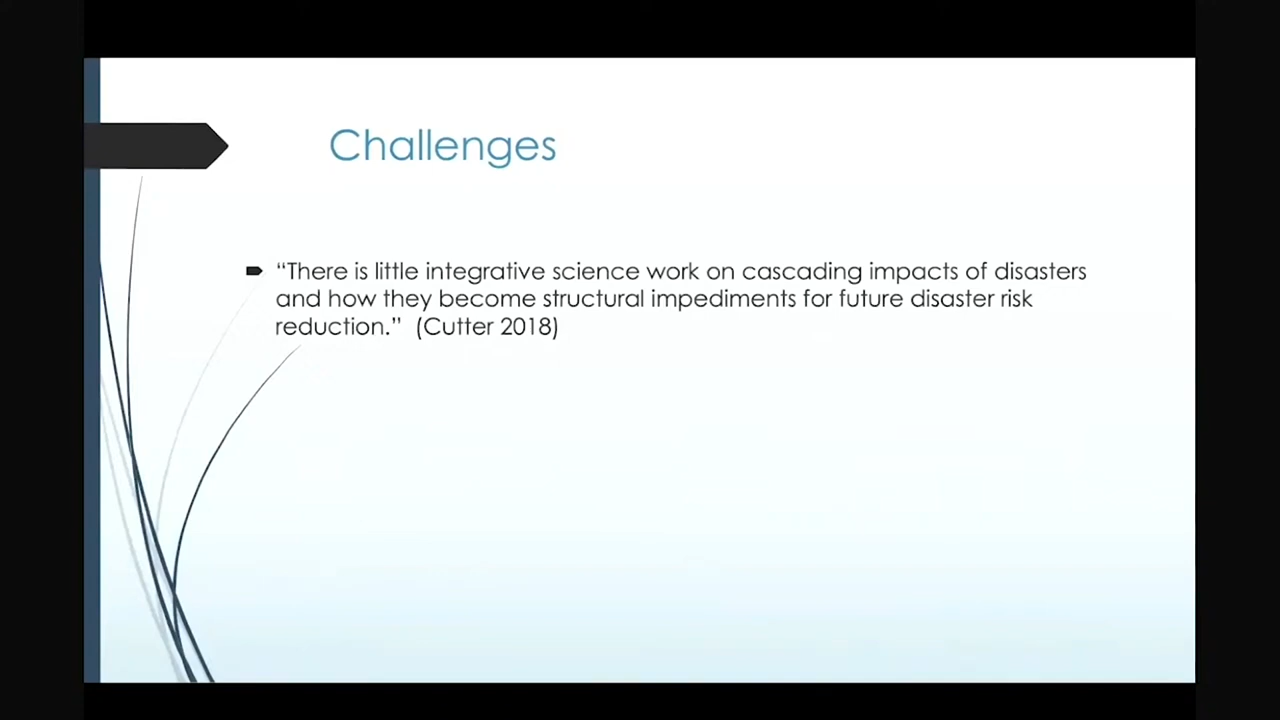 Challenges
“There is little integrative science work on cascading impacts of disasters
and how they become structural impediments for future disaster risk
reduction.” (Cutter 2018)